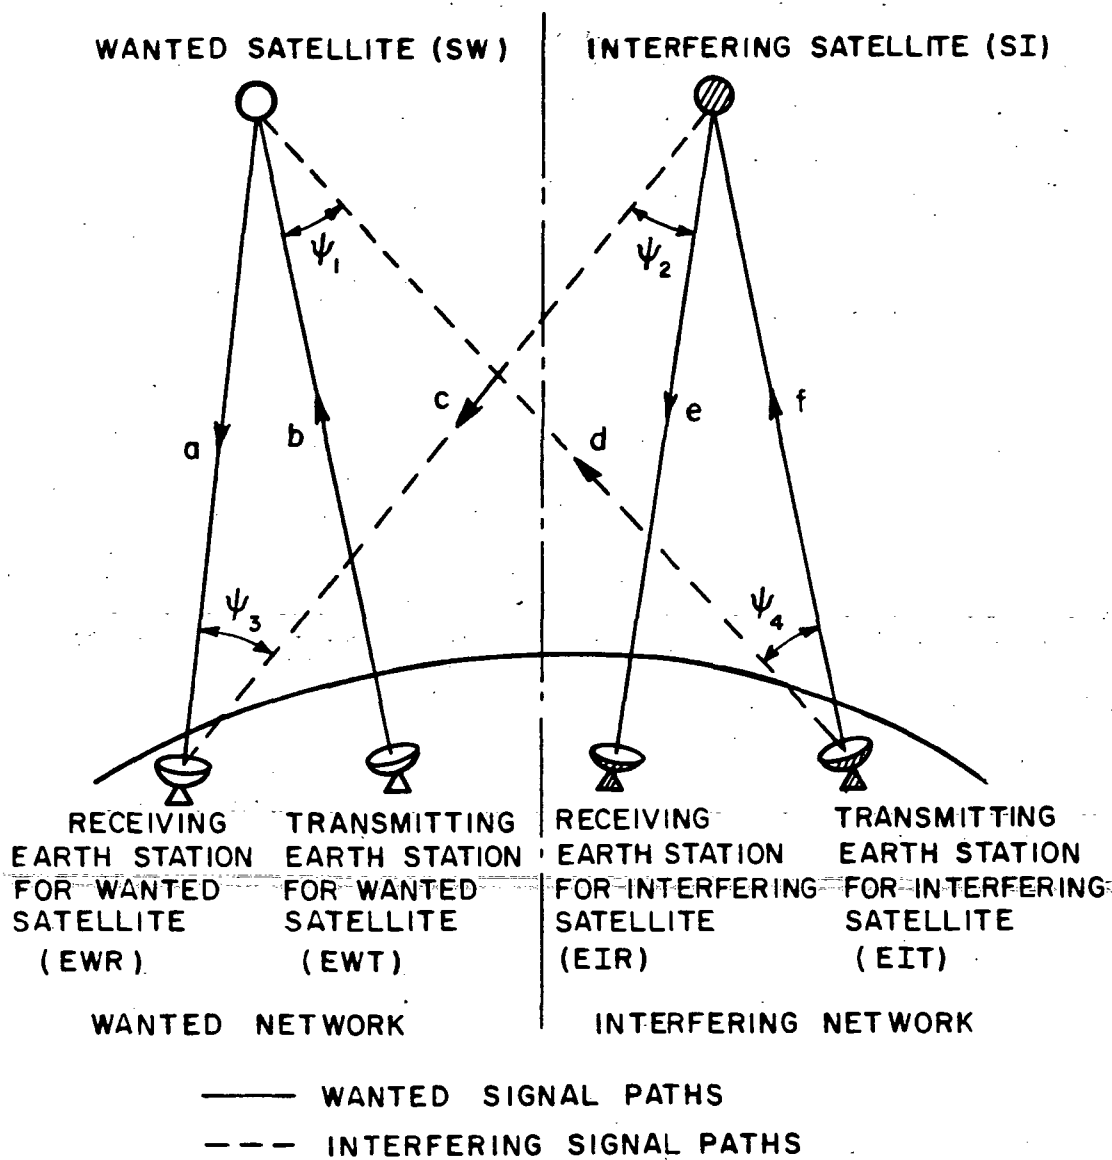 WANTED SATELLITE (SW)
INTERFERING SATELLITE (SI)
ψ1
ψ2
c
e
f
a
b
d
ψ3
ψ4
RECEIVING
EARTH STATION
FOR WANTED
SATELLITE
(EWR)
TRANSMITTING
EARTH STATION
FOR WANTED
SATELLITE
(EWT)
RECEIVING
EARTH STATION
FOR INTERFERING
SATELLITE
(EIR)
TRANSMITTING
EARTH STATION
FOR INTERFERING
SATELLITE
(EIT)
WANTED NETWORK
INTERFERING NETWORK
WANTED SIGNAL PATHS
INTERFERING SIGNAL PATHS